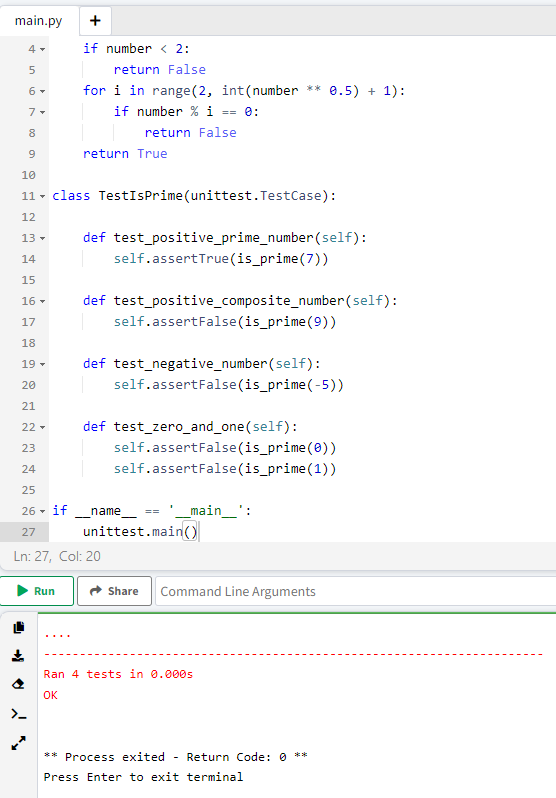 main.py +
4 if number < 2:
5 return False
6 for i in range(2, int(number ** 0.5) + 1):
7 if number % i == 0:
8 return False
9 return True
10
11 class TestIsPrime(unittest.TestCase):
12
13 def test_positive_prime_number(self):
14 self.assertTrue(is_prime(7))
15
16 def test_positive_composite_number(self):
17 self.assertFalse(is_prime(9))
18
19 def test_negative_number(self):
20 self.assertFalse(is_prime(-5))
21
22 def test_zero_and_one(self):
23 self.assertFalse(is_prime(0))
24 self.assertFalse(is_prime(1))
25
26 if __name__ == '__main__':
27 unittest.main()
Ln: 27, Col: 20
Run Share Command Line Arguments
....
----------------------------------------------------------------------
Ran 4 tests in 0.000s
OK
** Process exited - Return Code: 0 **
Press Enter to exit terminal